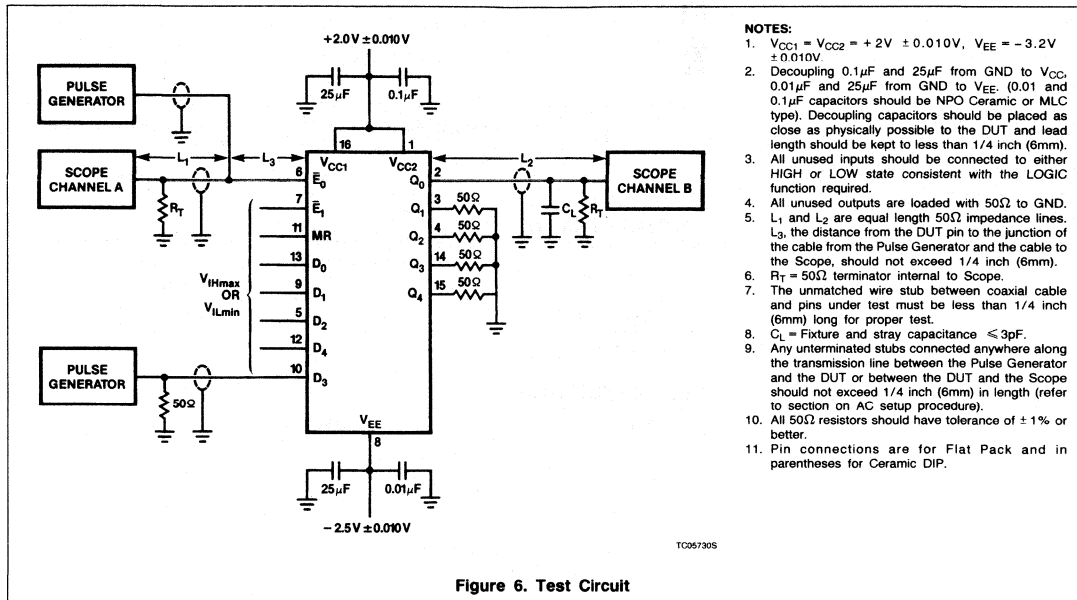 +2.0V ± 0.010V
25μF
0.1μF
PULSE
GENERATOR
SCOPE
CHANNEL A
L1
L3
RT
16
1
VCC1
VCC2
6
E̅0
7
E̅1
11
MR
13
D0
9
D1
5
D2
12
D4
10
D3
VIHmax
OR
VILmin
2
Q0
3
Q1
50Ω
4
Q2
50Ω
14
Q3
50Ω
15
Q4
50Ω
L2
CL
RT
SCOPE
CHANNEL B
PULSE
GENERATOR
50Ω
VEE
8
25μF
0.01μF
−2.5V ± 0.010V
TC05730S
NOTES:
1. VCC1 = VCC2 = +2V ±0.010V, VEE = −3.2V
±0.010V.
2. Decoupling 0.1μF and 25μF from GND to VCC,
0.01μF and 25μF from GND to VEE. (0.01 and
0.1μF capacitors should be NPO Ceramic or MLC
type). Decoupling capacitors should be placed as
close as physically possible to the DUT and lead
length should be kept to less than 1/4 inch (6mm).
3. All unused inputs should be connected to either
HIGH or LOW state consistent with the LOGIC
function required.
4. All unused outputs are loaded with 50Ω to GND.
5. L1 and L2 are equal length 50Ω impedance lines.
L3, the distance from the DUT pin to the junction of
the cable from the Pulse Generator and the cable to
the Scope, should not exceed 1/4 inch (6mm).
6. RT = 50Ω terminator internal to Scope.
7. The unmatched wire stub between coaxial cable
and pins under test must be less than 1/4 inch
(6mm) long for proper test.
8. CL = Fixture and stray capacitance ⩽ 3pF.
9. Any unterminated stubs connected anywhere along
the transmission line between the Pulse Generator
and the DUT or between the DUT and the Scope
should not exceed 1/4 inch (6mm) in length (refer
to section on AC setup procedure).
10. All 50Ω resistors should have tolerance of ±1% or
better.
11. Pin connections are for Flat Pack and in
parentheses for Ceramic DIP.
Figure 6. Test Circuit